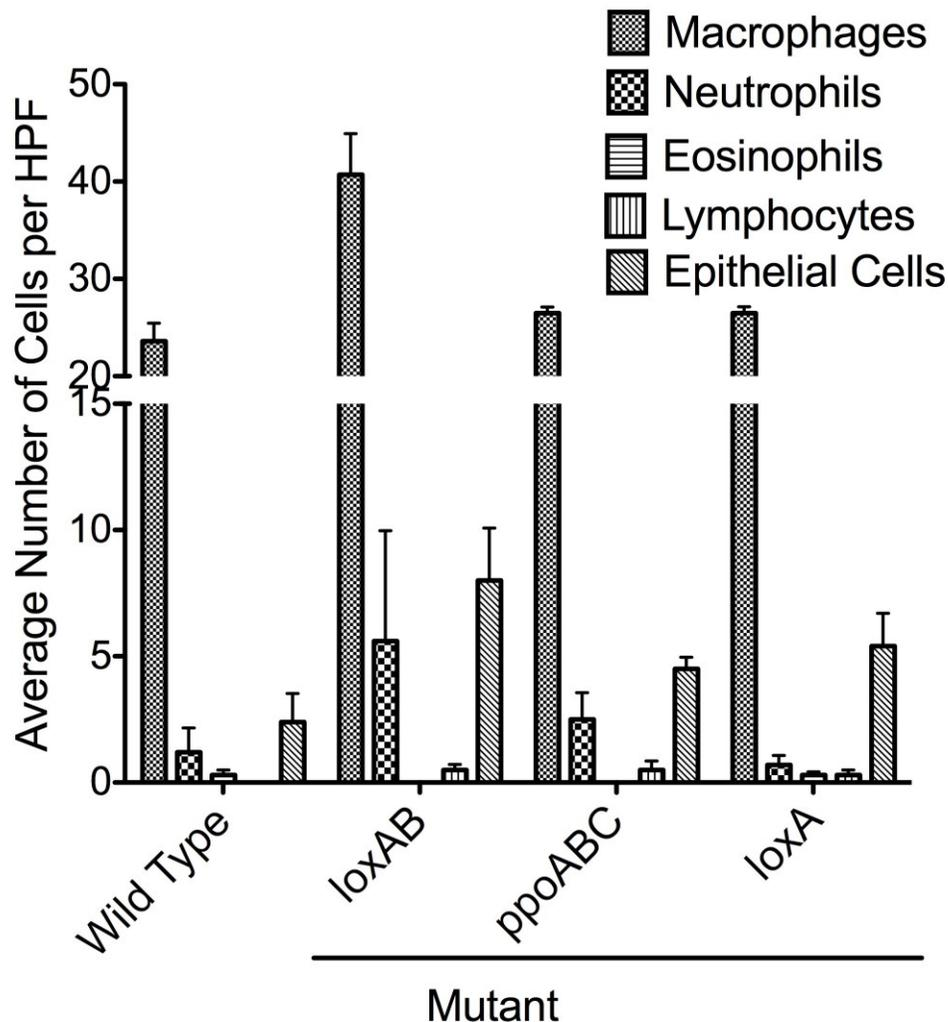 Macrophages
Neutrophils
Eosinophils
Lymphocytes
Epithelial Cells
Average Number of Cells per HPF
50
40
30
20
15
10
5
0
Wild Type
loxAB
ppoABC
loxA
Mutant